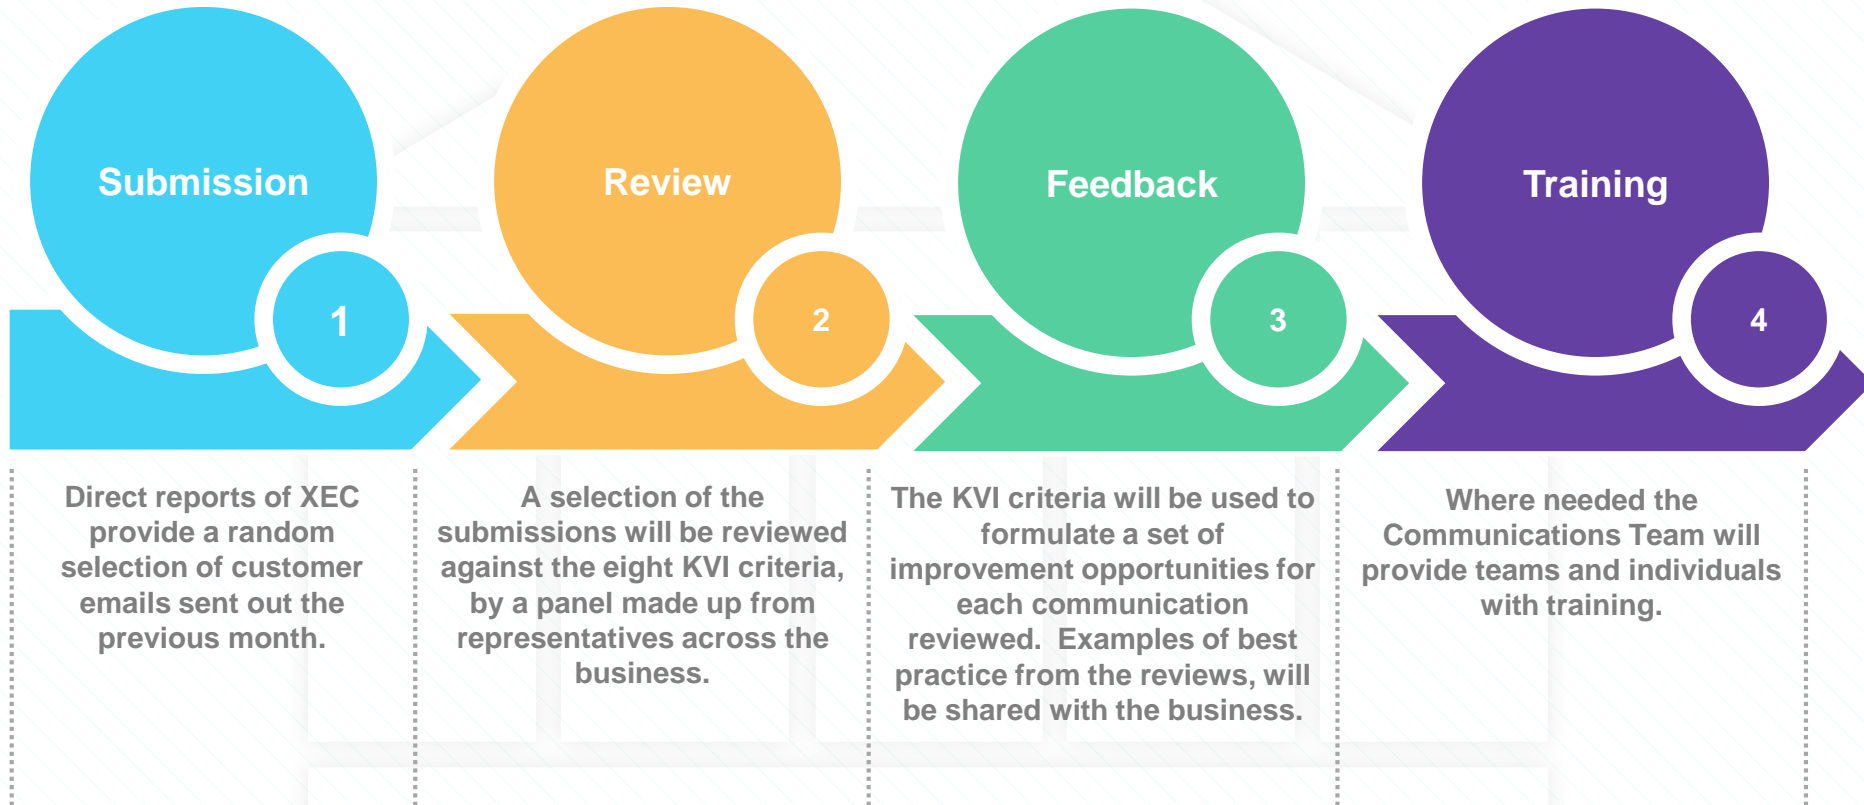 Submission
1
Direct reports of XEC
provide a random
selection of customer
emails sent out the
previous month.
Review
2
A selection of the
submissions will be reviewed
against the eight KVI criteria,
by a panel made up from
representatives across the
business.
Feedback
3
The KVI criteria will be used to
formulate a set of
improvement opportunities for
each communication
reviewed.  Examples of best
practice from the reviews, will
be shared with the business.
Training
4
Where needed the
Communications Team will
provide teams and individuals
with training.